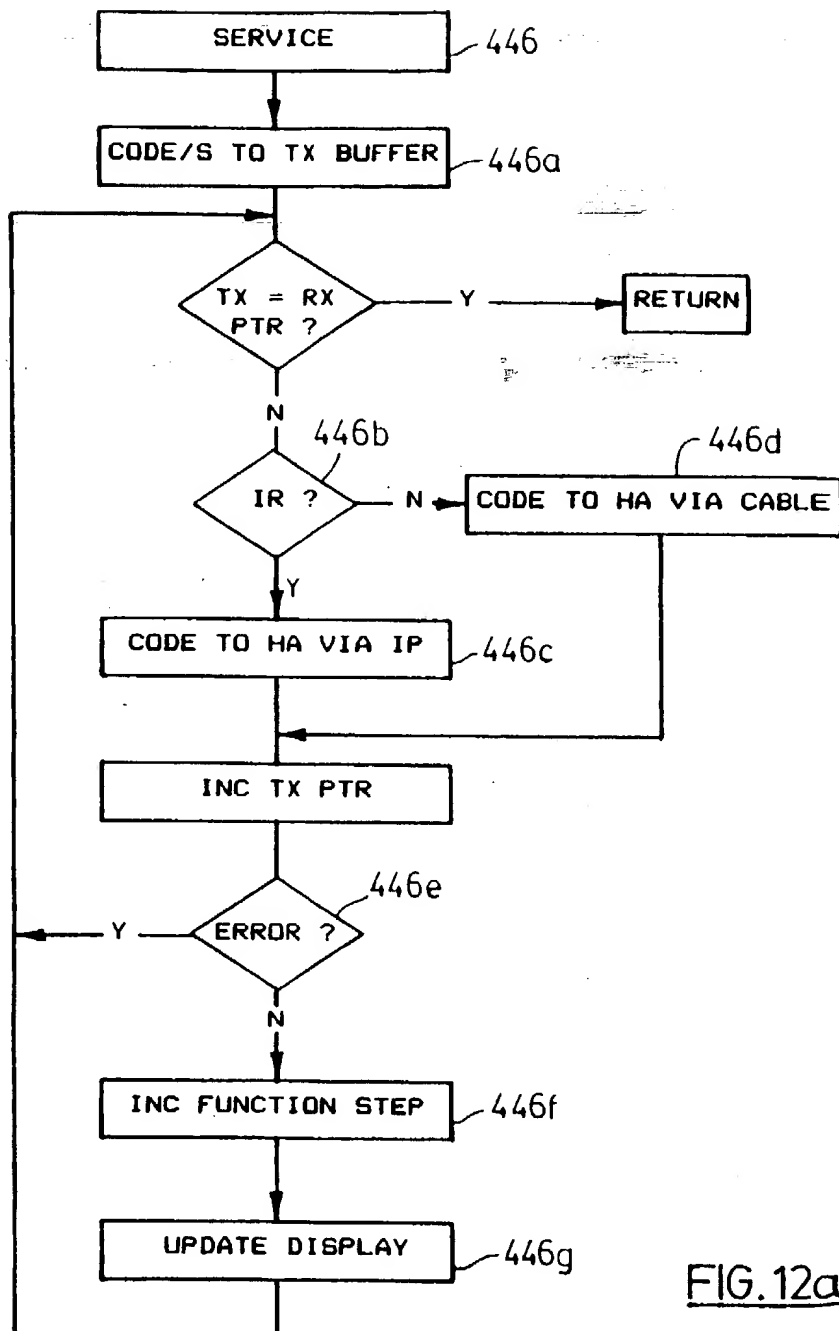 SERVICE
446
CODE/S TO TX BUFFER
446a
TX = RX
PTR ?
Y
RETURN
N
446b
446d
IR ?
N
CODE TO HA VIA CABLE
Y
CODE TO HA VIA IP
446c
INC TX PTR
446e
Y
ERROR ?
N
INC FUNCTION STEP
446f
UPDATE DISPLAY
446g
FIG.12a